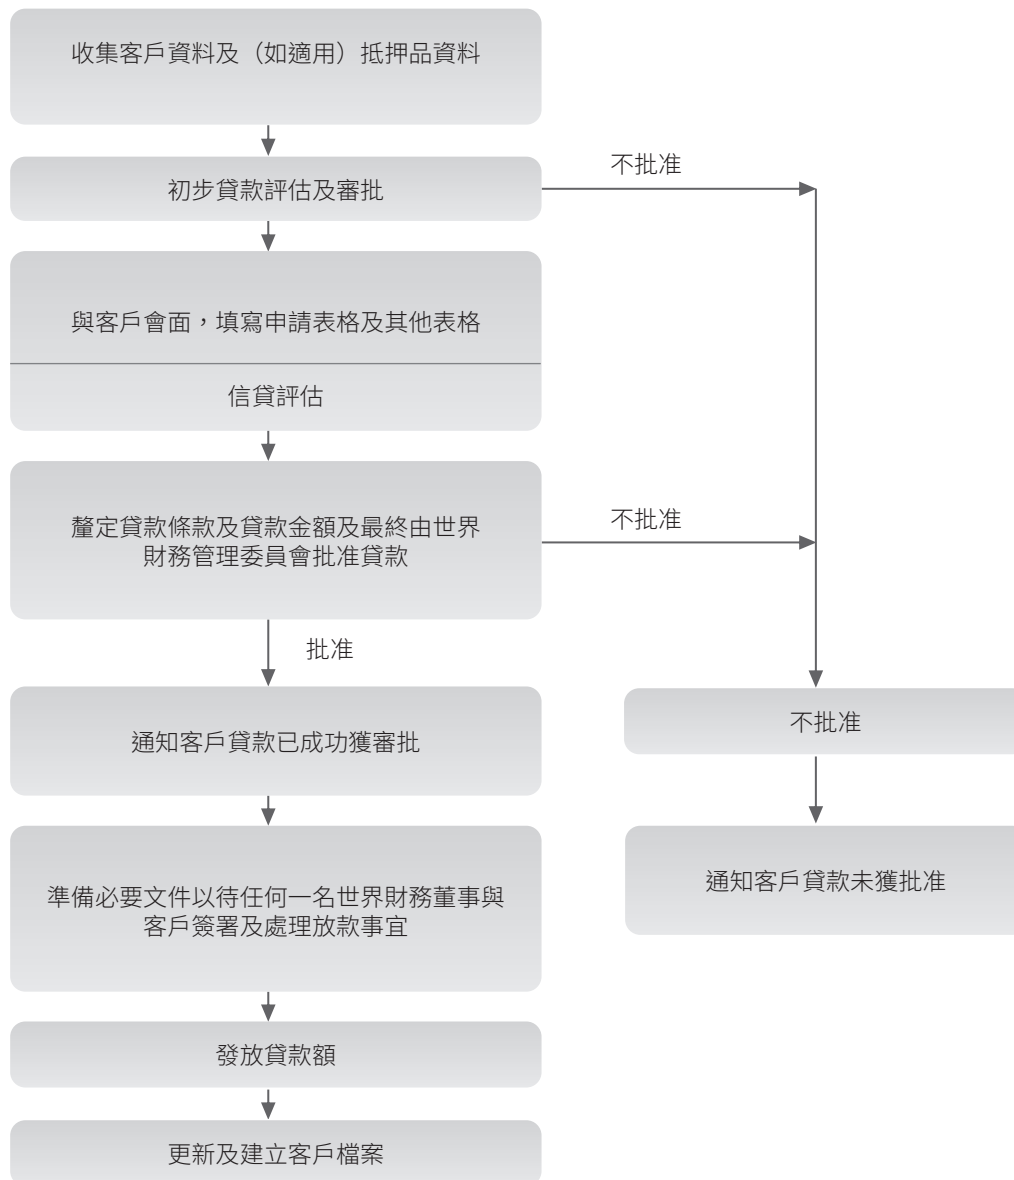 收集客戶資料及（如適用）抵押品資料
初步貸款評估及審批
不批准
與客戶會面，填寫申請表格及其他表格
信貸評估
釐定貸款條款及貸款金額及最終由世界
財務管理委員會批准貸款
不批准
批准
通知客戶貸款已成功獲審批
不批准
準備必要文件以待任何一名世界財務董事與
客戶簽署及處理放款事宜
通知客戶貸款未獲批准
發放貸款額
更新及建立客戶檔案